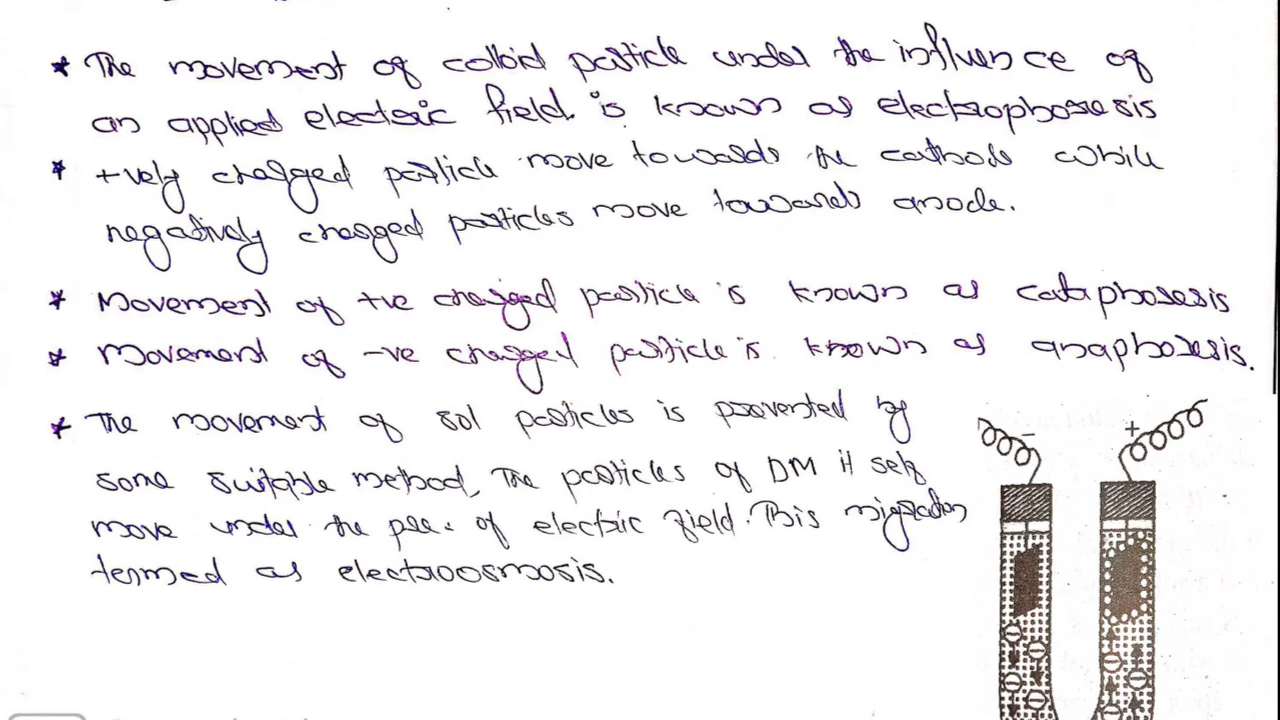 * The movement of colloid particle under the influence of
an applied electric field is known as electrophoresis
* +vely charged particle move towards the cathode while
negatively charged particles move towards anode.
* Movement of +ve charged particle is known as cataphoresis
* Movement of -ve charged particle is known as anaphoresis.
* The movement of sol particles is prevented by
some suitable method, The particles of DM it self
move under the of electric field. This migration
termed as electroosmosis.
- +